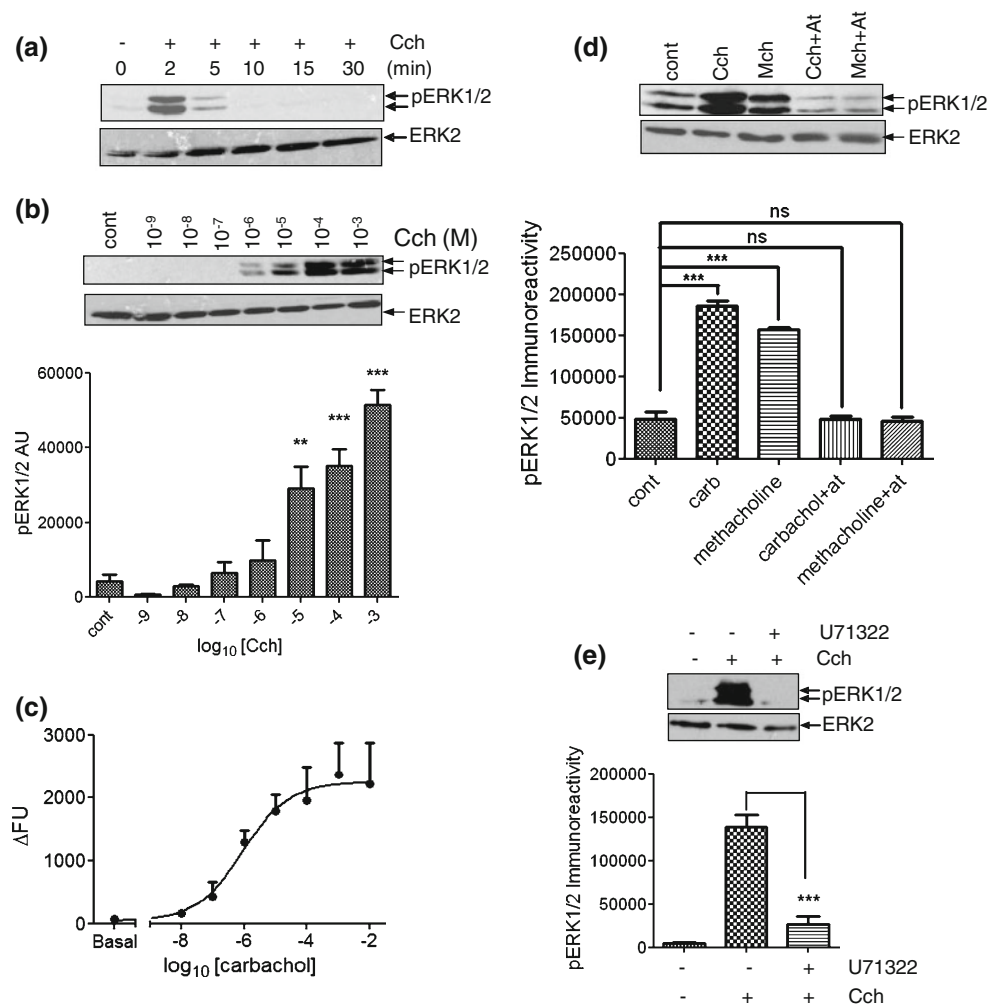 (a)
- + + + + + Cch
0 2 5 10 15 30 (min)
pERK1/2
ERK2
(b)
cont 10-9 10-8 10-7 10-6 10-5 10-4 10-3 Cch (M)
pERK1/2
ERK2
60000
40000
20000
0
pERK1/2 AU
** *** ***
cont -9 -8 -7 -6 -5 -4 -3
log10 [Cch]
(c)
3000
2000
1000
0
ΔFU
Basal -8 -6 -4 -2
log10 [carbachol]
(d)
cont Cch Mch Cch+At Mch+At
pERK1/2
ERK2
ns
ns
***
***
250000
200000
150000
100000
50000
0
pERK1/2 Immunoreactivity
cont carb methacholine carbachol+at methacholine+at
(e)
- - + U71322
- + + Cch
pERK1/2
ERK2
200000
150000
100000
50000
0
pERK1/2 Immunoreactivity
***
- - + U71322
- + + Cch